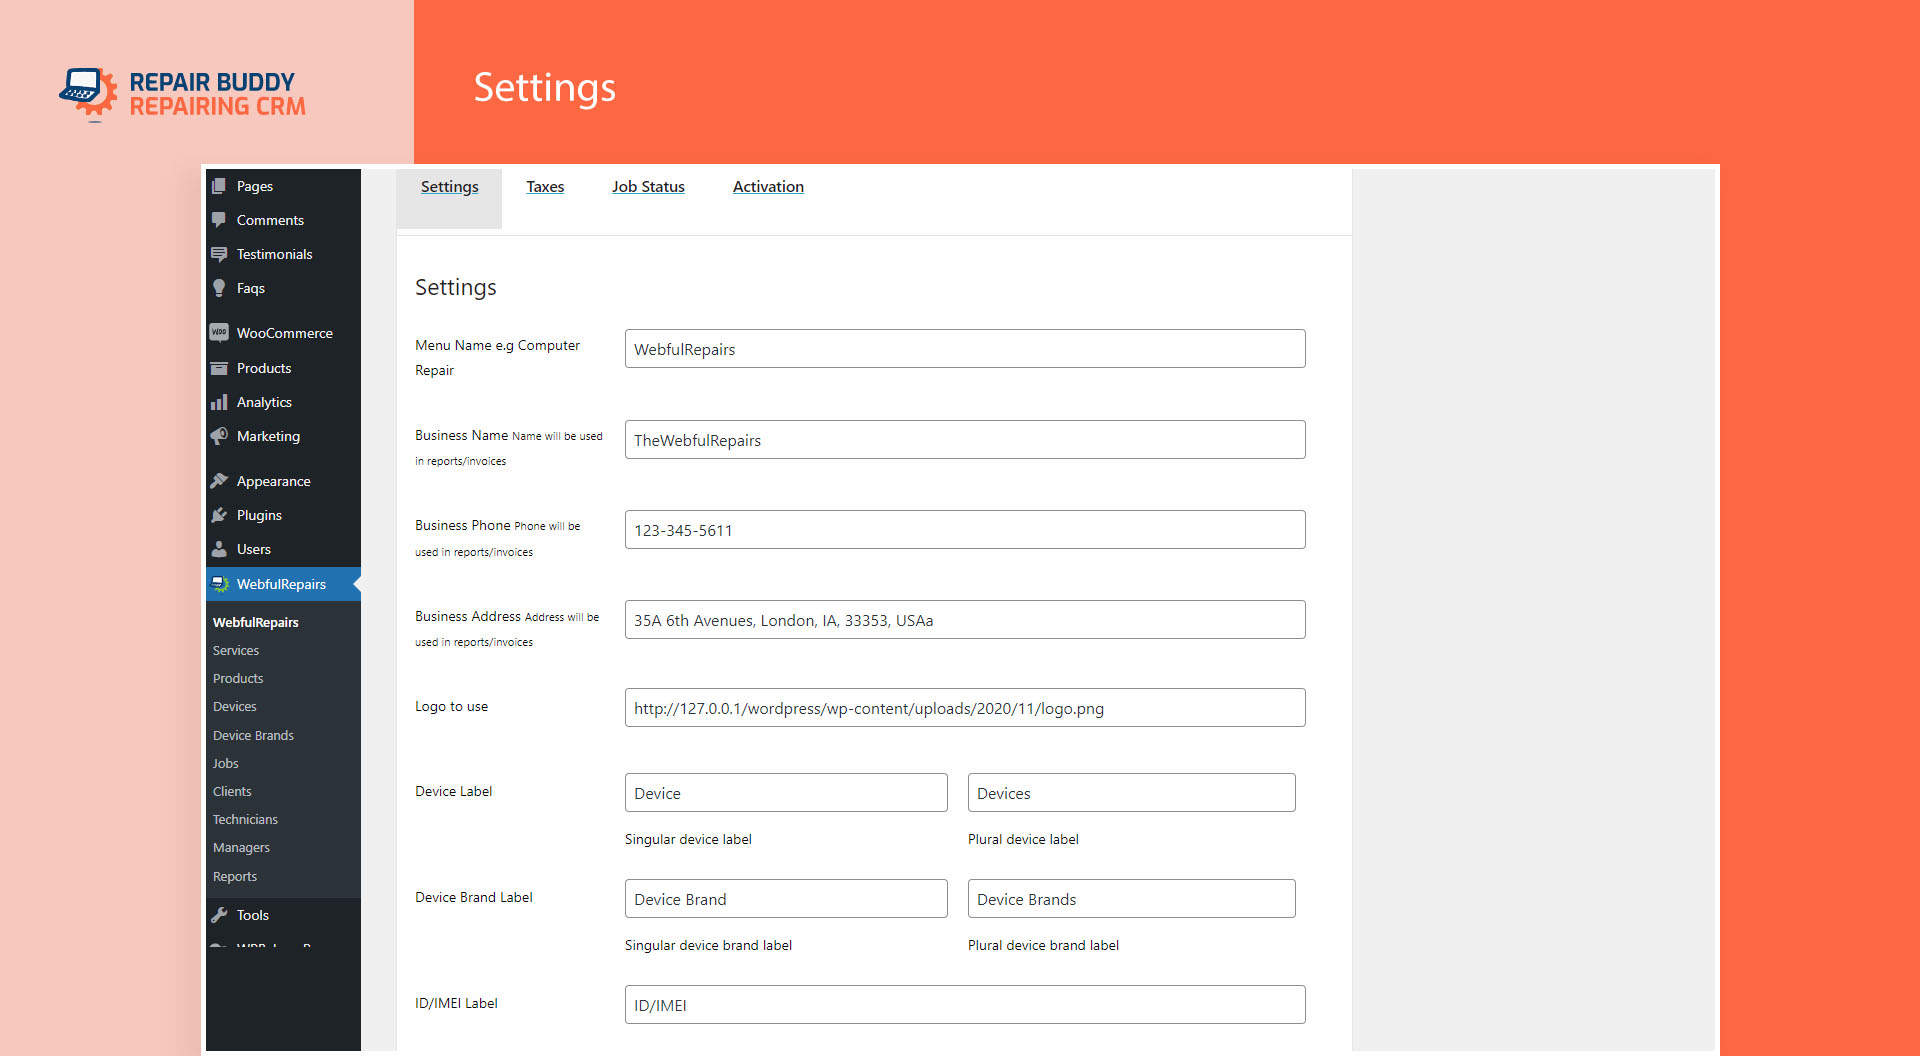 REPAIR BUDDY
REPAIRING CRM
Settings
Pages
Comments
Testimonials
Faqs
WOO WooCommerce
Products
Analytics
Marketing
Appearance
Plugins
Users
WebfulRepairs
WebfulRepairs
Services
Products
Devices
Device Brands
Jobs
Clients
Technicians
Managers
Reports
Tools
Settings Taxes Job Status Activation
Settings
Menu Name e.g Computer
Repair
WebfulRepairs
Business Name Name will be used
in reports/invoices
TheWebfulRepairs
Business Phone Phone will be
used in reports/invoices
123-345-5611
Business Address Address will be
used in reports/invoices
35A 6th Avenues, London, IA, 33353, USAa
Logo to use
http://127.0.0.1/wordpress/wp-content/uploads/2020/11/logo.png
Device Label
Device
Devices
Singular device label
Plural device label
Device Brand Label
Device Brand
Device Brands
Singular device brand label
Plural device brand label
ID/IMEI Label
ID/IMEI